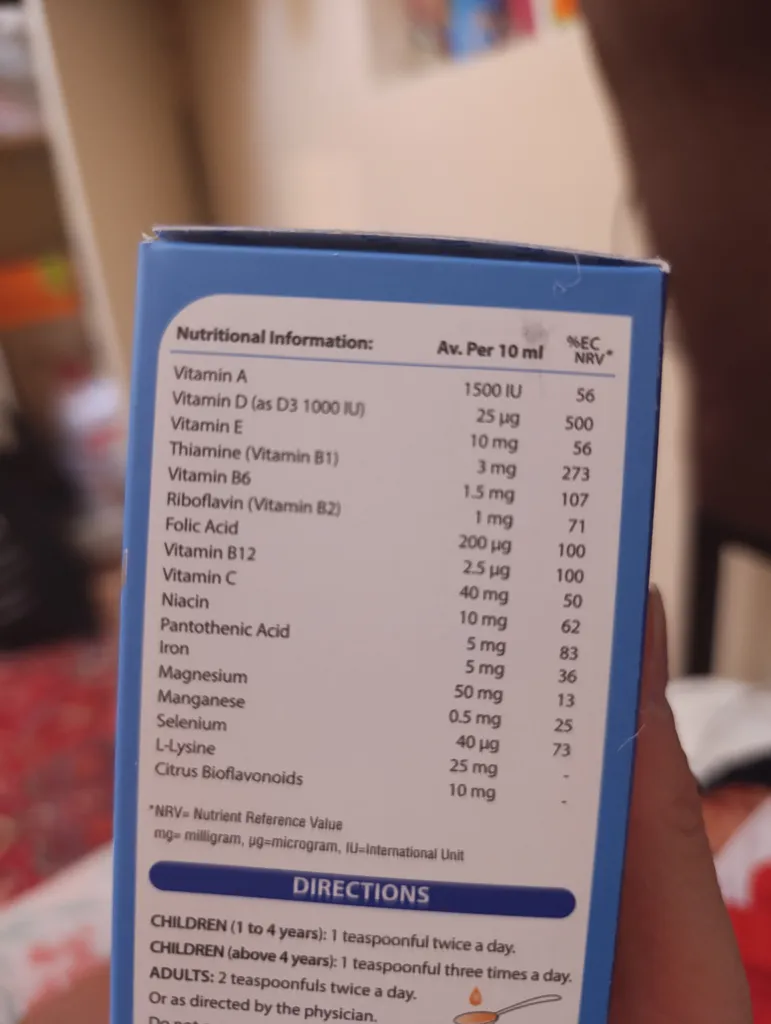 Nutritional Information: Av. Per 10 ml %EC NRV*
Vitamin A 1500 IU 56
Vitamin D (as D3 1000 IU) 25 µg 500
Vitamin E 10 mg 56
Thiamine (Vitamin B1) 3 mg 273
Vitamin B6 1.5 mg 107
Riboflavin (Vitamin B2) 1 mg 71
Folic Acid 200 µg 100
Vitamin B12 2.5 µg 100
Vitamin C 40 mg 50
Niacin 10 mg 62
Pantothenic Acid 5 mg 83
Iron 5 mg 36
Magnesium 50 mg 13
Manganese 0.5 mg 25
Selenium 40 µg 73
L-Lysine 25 mg -
Citrus Bioflavonoids 10 mg -
*NRV= Nutrient Reference Value
mg= milligram, µg=microgram, IU=International Unit
DIRECTIONS
CHILDREN (1 to 4 years): 1 teaspoonful twice a day.
CHILDREN (above 4 years): 1 teaspoonful three times a day.
ADULTS: 2 teaspoonfuls twice a day.
Or as directed by the physician.
Do not